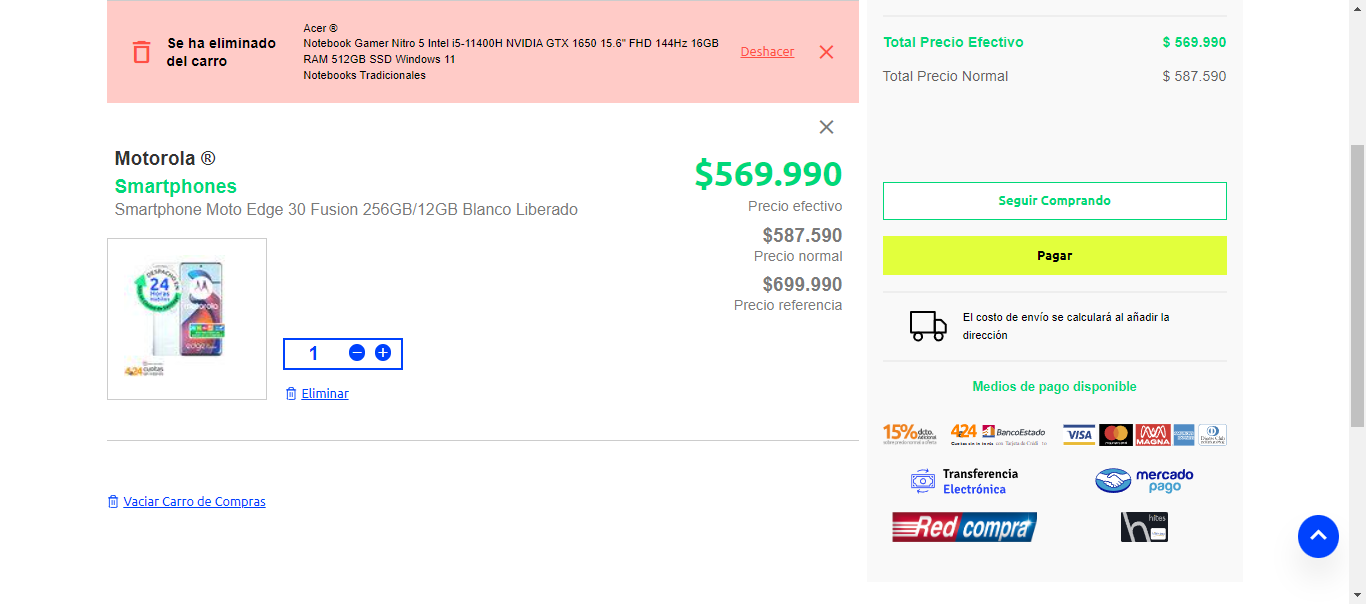 Se ha eliminado
del carro
Acer ®
Notebook Gamer Nitro 5 Intel i5-11400H NVIDIA GTX 1650 15.6" FHD 144Hz 16GB
RAM 512GB SSD Windows 11
Notebooks Tradicionales
Deshacer
Motorola ®
Smartphones
Smartphone Moto Edge 30 Fusion 256GB/12GB Blanco Liberado
$569.990
Precio efectivo
$587.590
Precio normal
$699.990
Precio referencia
24
Horas
motorola
edge
4 a 24 cuotas
1
Eliminar
Vaciar Carro de Compras
Total Precio Efectivo $ 569.990
Total Precio Normal $ 587.590
Seguir Comprando
Pagar
El costo de envío se calculará al añadir la
dirección
Medios de pago disponible
15% dcto.
adicional
424 BancoEstado
VISA
MAGNA
Diners Club
Transferencia
Electrónica
mercado
pago
Red compra
hites